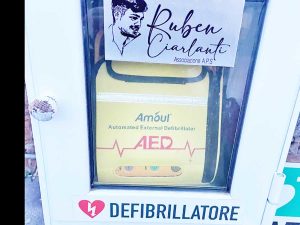 Ruben
Ciarlanti
Associazione A.P.S
Amoul
Automated External Defibrillator
AED
DEFIBRILLATORE